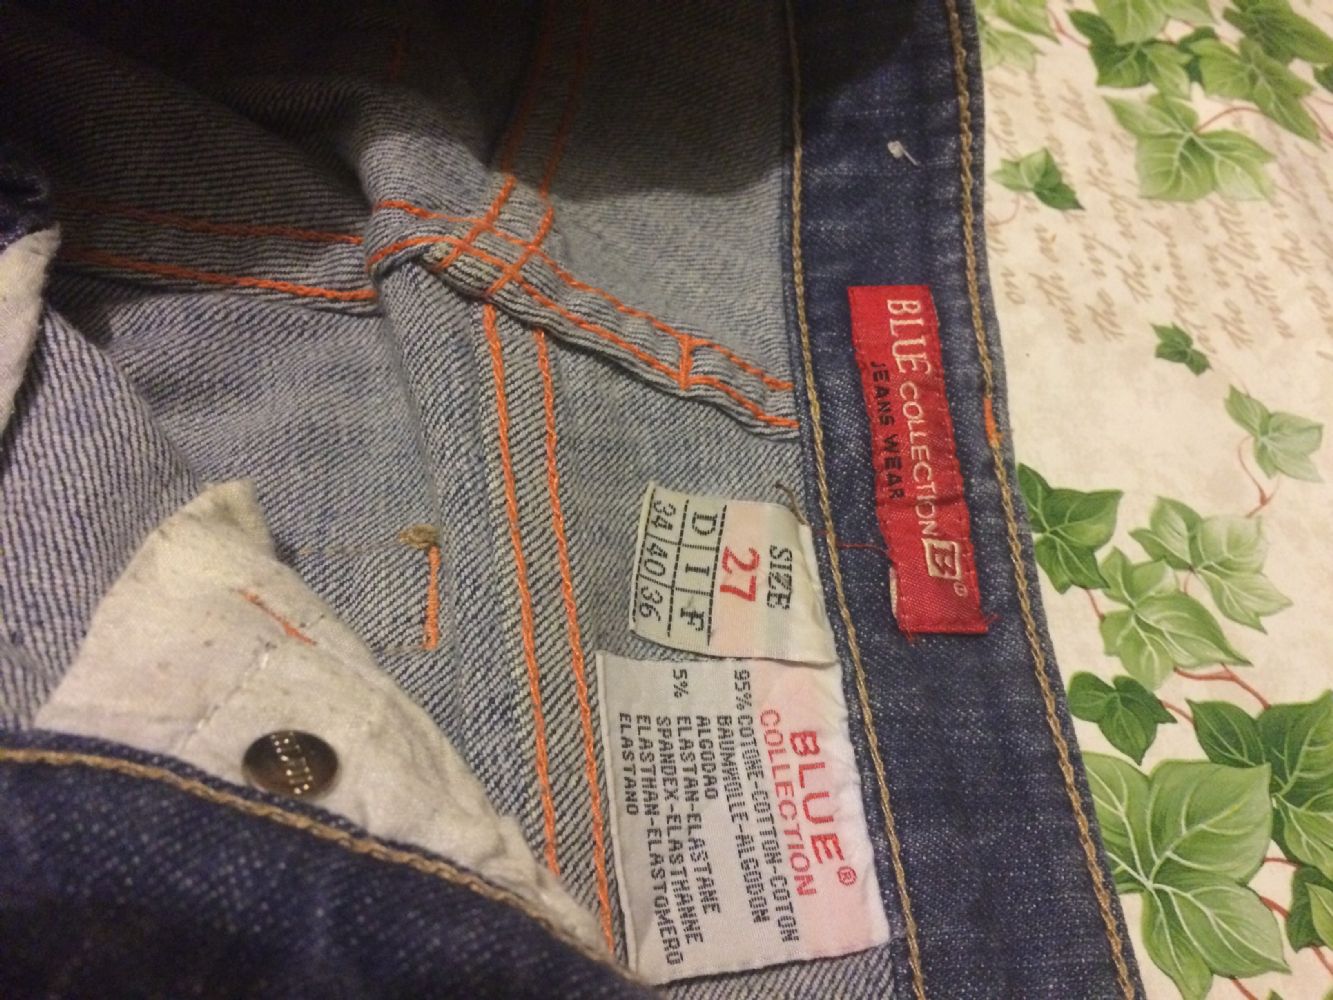 BLUE COLLECTION B®
JEANS WEAR
SIZE
27
D I F
34 40 36
BLUE®
COLLECTION
95% COTONE-COTTON-COTON
BAUMWOLLE-ALGODON
ALGODAO
5% ELASTAN-ELASTANE
SPANDEX-ELASTHANNE
ELASTHAN-ELASTOMERO
ELASTANO